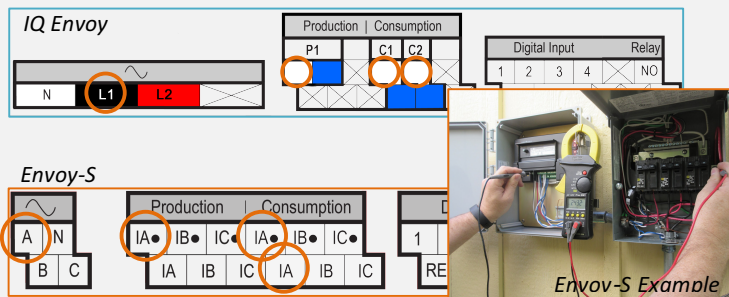 IQ Envoy
N L1 L2
Production | Consumption
P1 C1 C2
Digital Input Relay
1 2 3 4 NO
Envoy-S
A N
B C
Production | Consumption
IA● IB● IC● IA● IB● IC●
IA IB IC IA IB IC
D
1
RE
Envoy-S Example